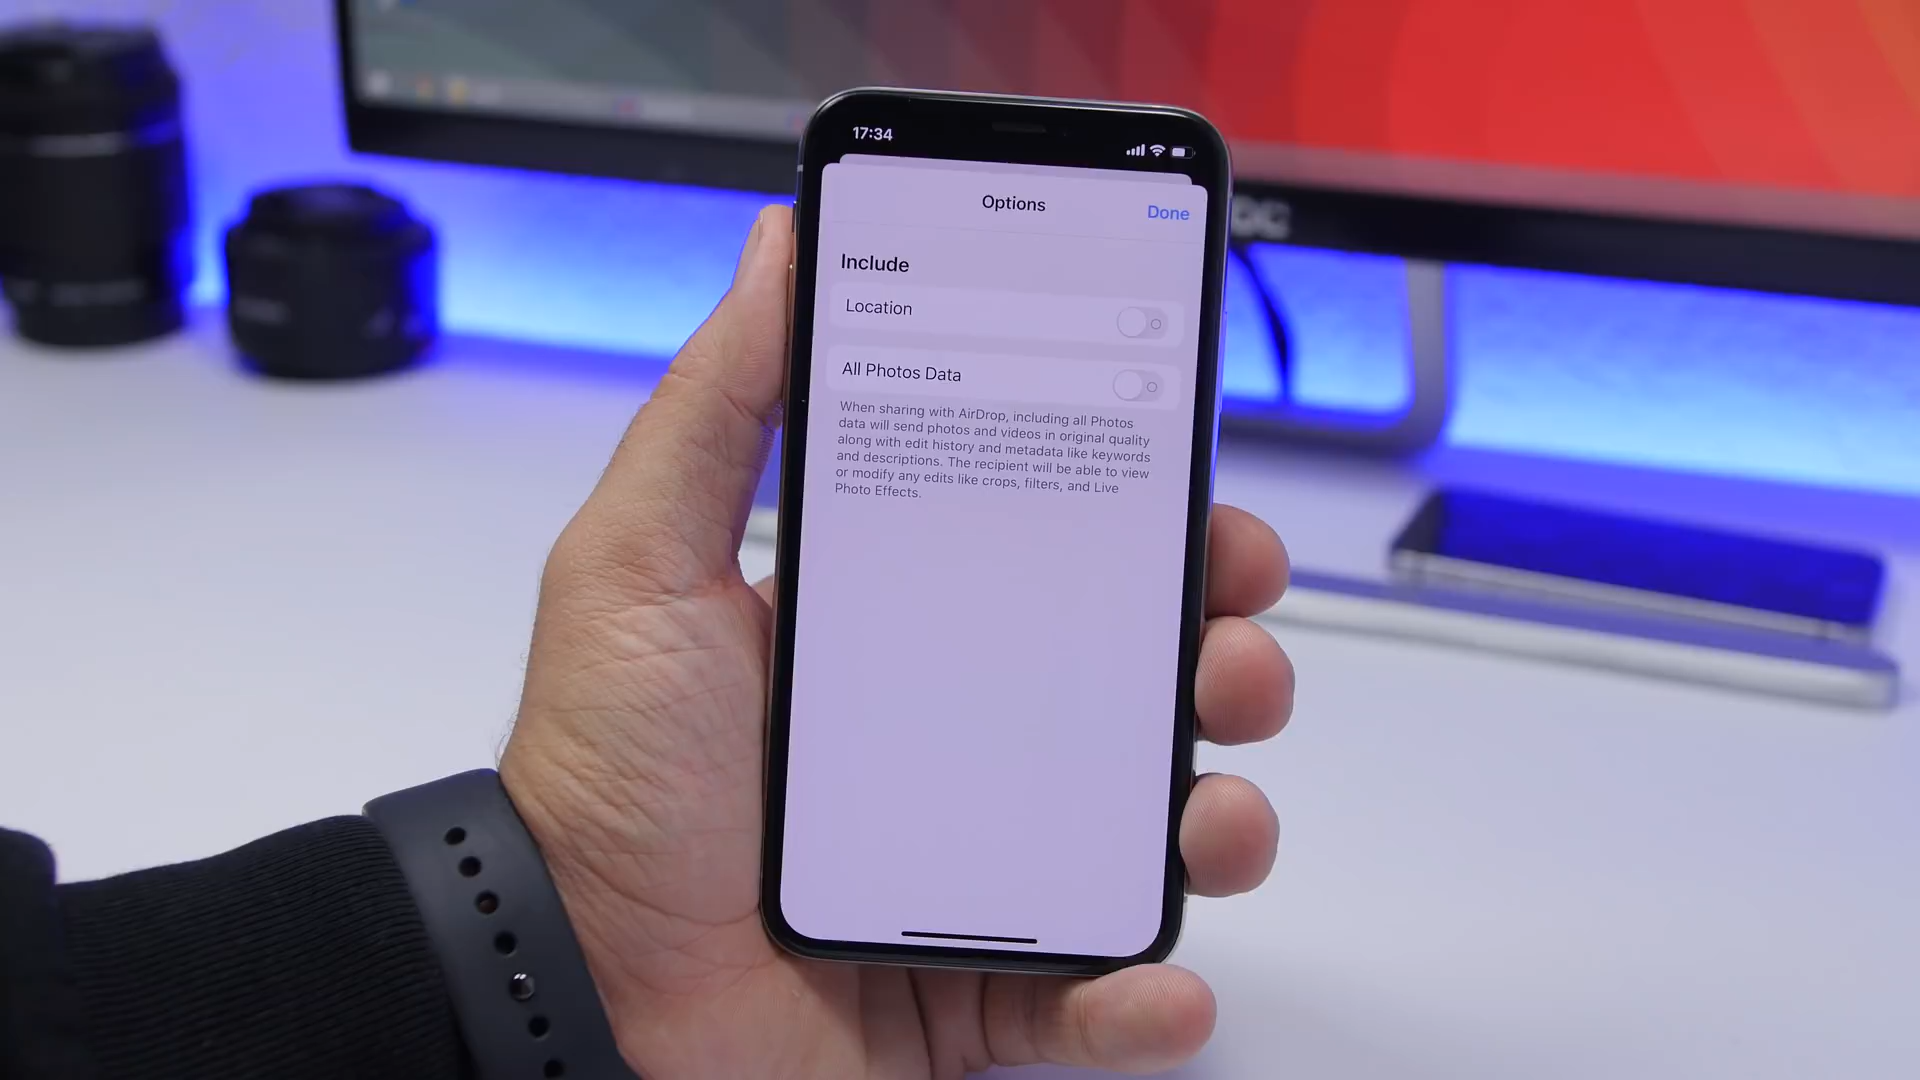 17:34
Options
Done
Include
Location
All Photos Data
When sharing with AirDrop, including all Photos
data will send photos and videos in original quality
along with edit history and metadata like keywords
and descriptions. The recipient will be able to view
or modify any edits like crops, filters, and Live
Photo Effects.